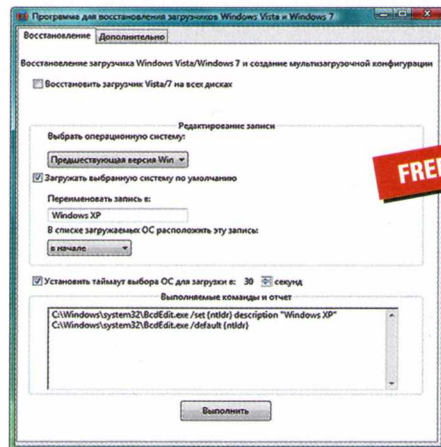 Программа для восстановления загрузчиков Windows Vista и Windows 7
Восстановление Дополнительно
Восстановление загрузчика Windows Vista/Windows 7 и создание мультизагрузочной конфигурации
Восстановить загрузчик Vista/7 на всех дисках
Редактирование записи
Выбрать операционную систему:
Предшествующая версия Win
Загружать выбранную систему по умолчанию
FREE
Переименовать запись в:
Windows XP
В списке загружаемых ОС расположить эту запись:
в начале
Установить таймаут выбора ОС для загрузки в: 30 секунд
Выполняемые команды и отчет
C:\Windows\system32\BcdEdit.exe /set {ntldr} description "Windows XP"
C:\Windows\system32\BcdEdit.exe /default {ntldr}
Выполнить